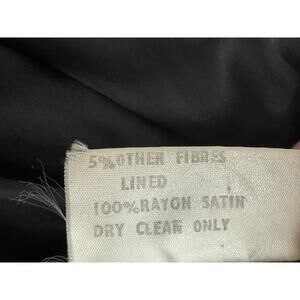 5% OTHER FIBRES
LINED
100% RAYON SATIN
DRY CLEAN ONLY